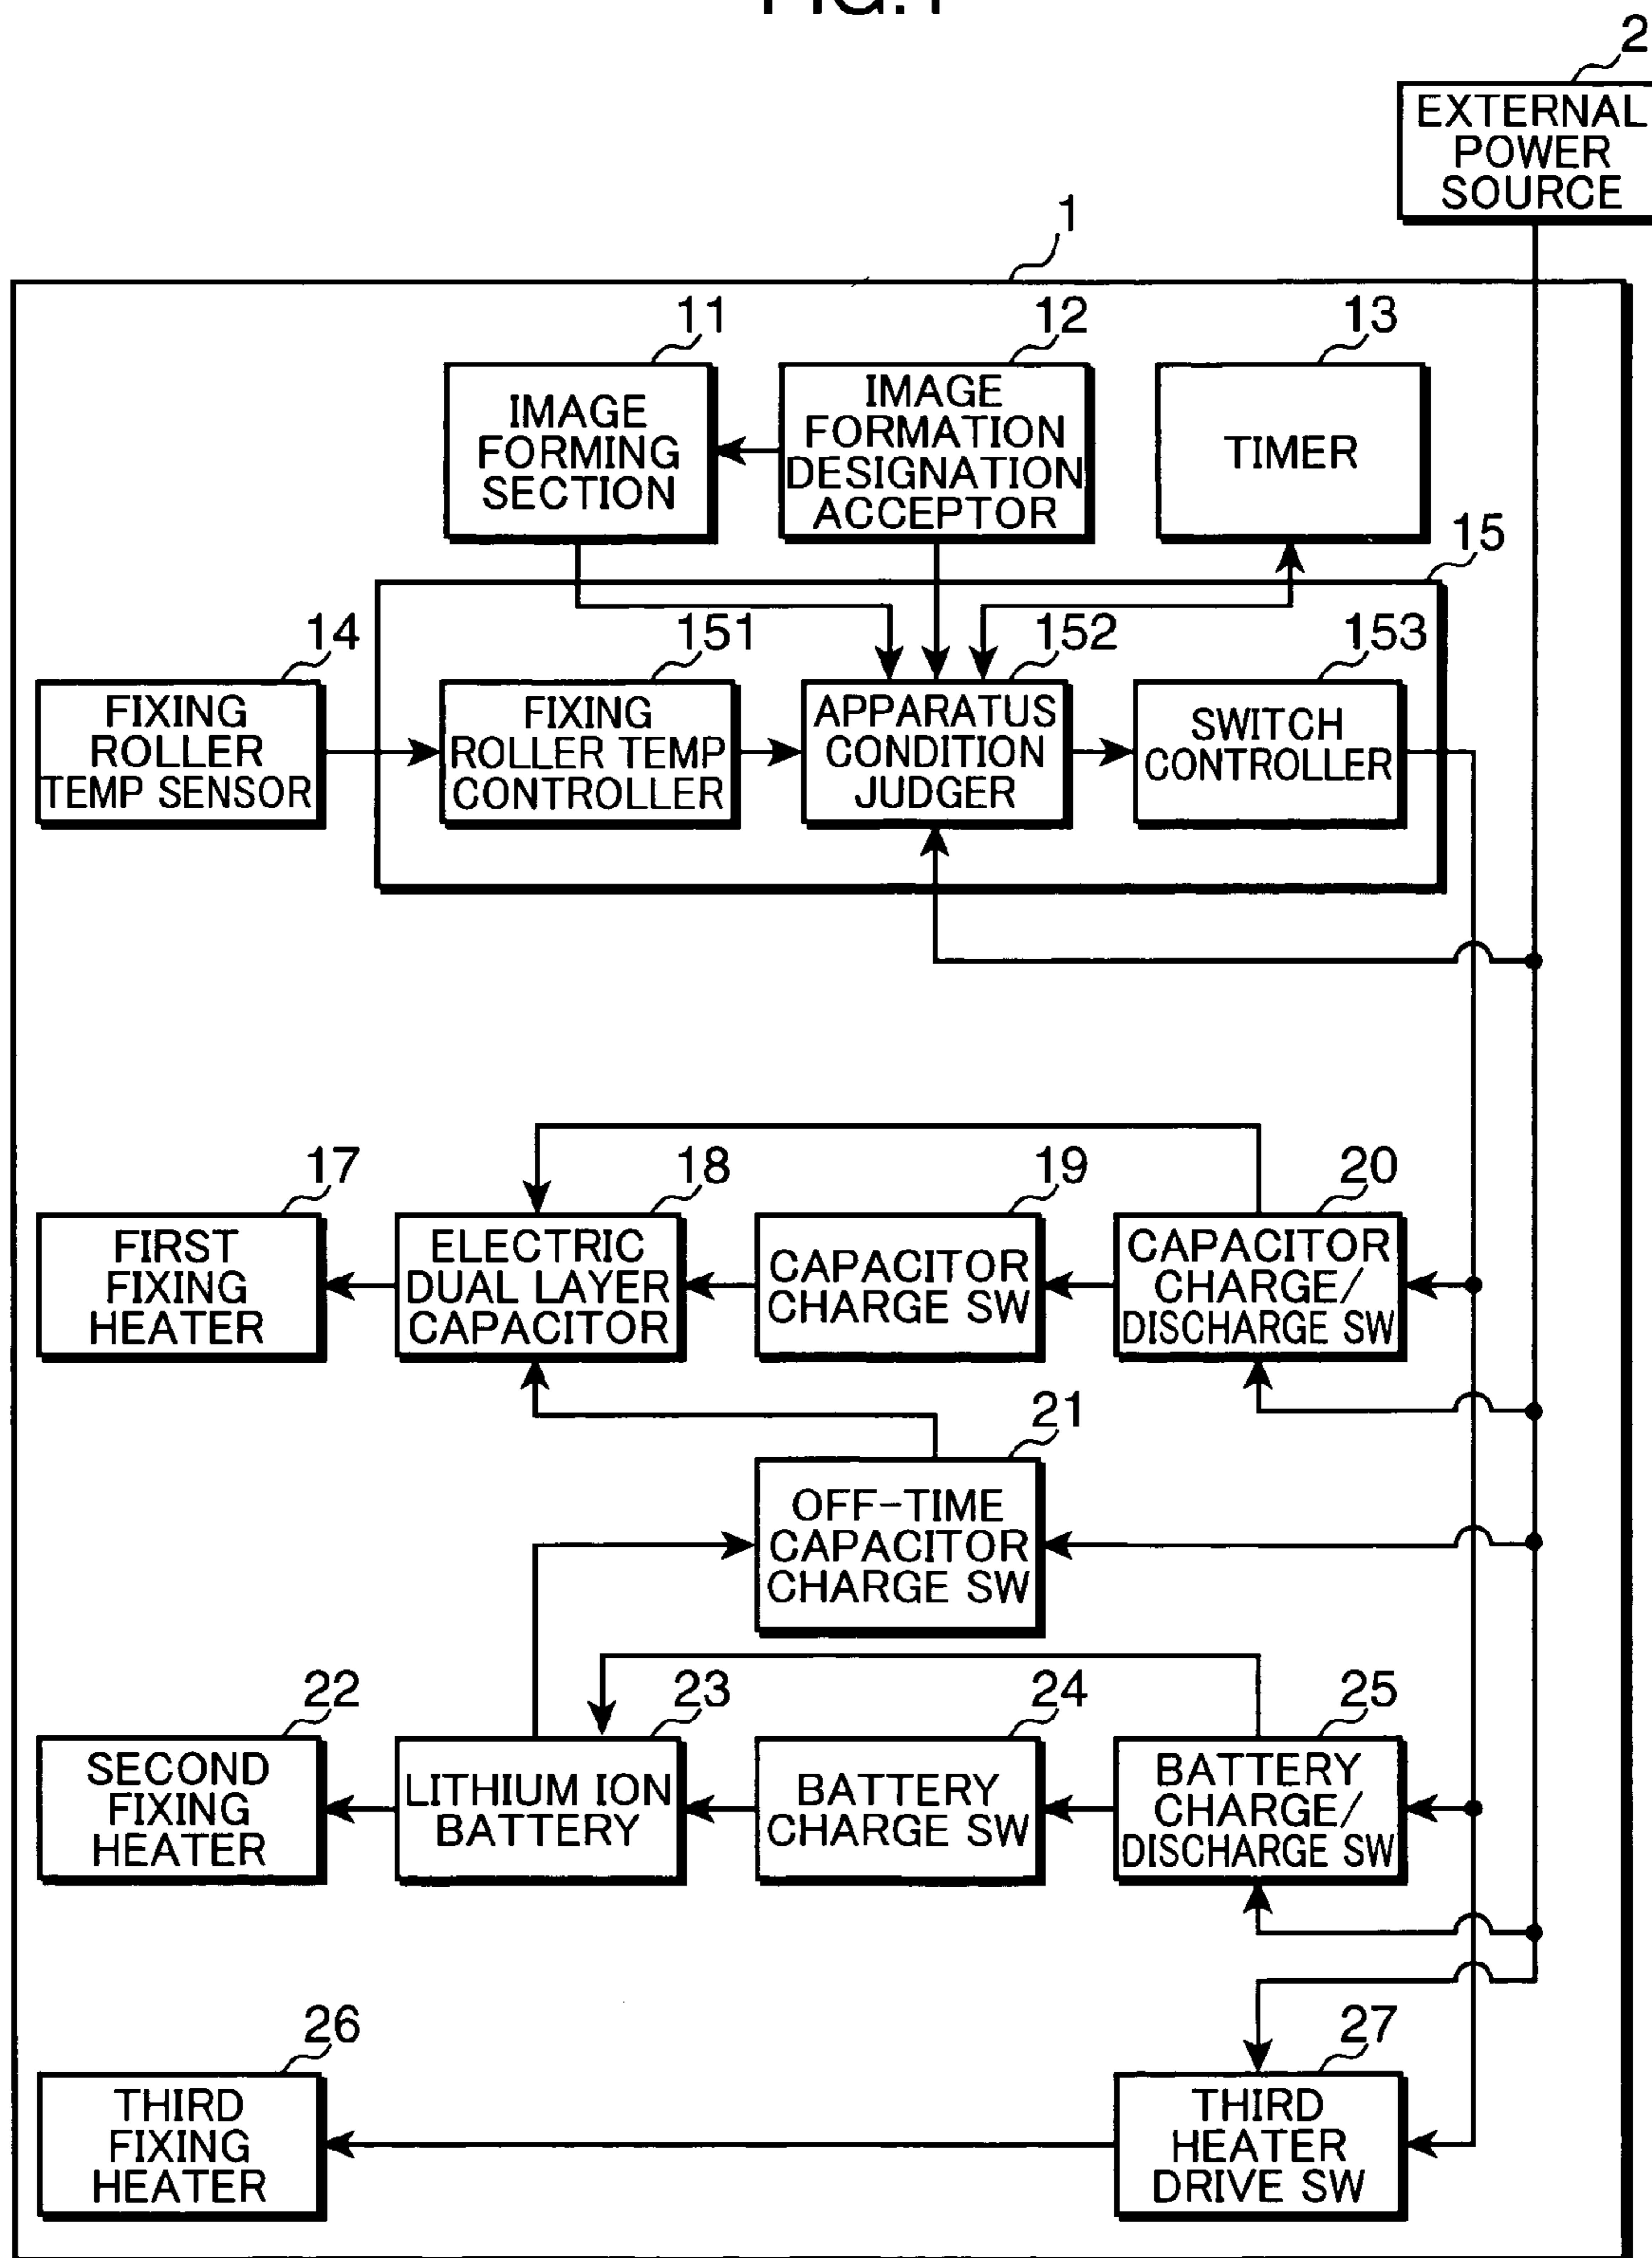 FIG.1
2
EXTERNAL
POWER
SOURCE
1
11
IMAGE
FORMING
SECTION
12
IMAGE
FORMATION
DESIGNATION
ACCEPTOR
13
TIMER
15
14
FIXING
ROLLER
TEMP SENSOR
151
FIXING
ROLLER TEMP
CONTROLLER
152
APPARATUS
CONDITION
JUDGER
153
SWITCH
CONTROLLER
17
FIRST
FIXING
HEATER
18
ELECTRIC
DUAL LAYER
CAPACITOR
19
CAPACITOR
CHARGE SW
20
CAPACITOR
CHARGE/
DISCHARGE SW
21
OFF-TIME
CAPACITOR
CHARGE SW
22
SECOND
FIXING
HEATER
23
LITHIUM ION
BATTERY
24
BATTERY
CHARGE SW
25
BATTERY
CHARGE/
DISCHARGE SW
26
THIRD
FIXING
HEATER
27
THIRD
HEATER
DRIVE SW